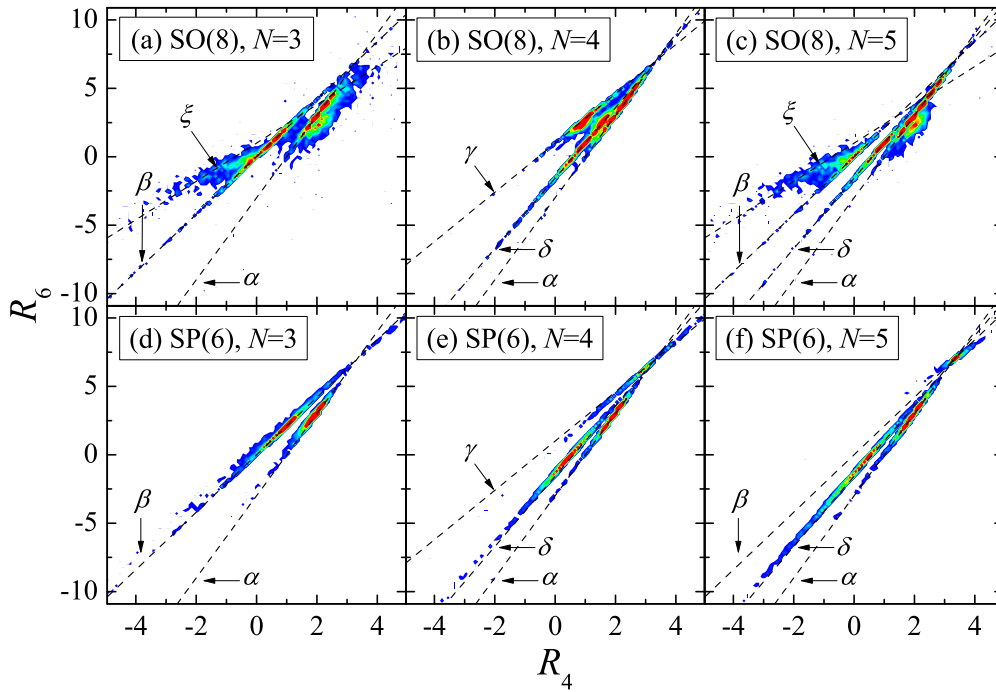 (a) SO(8), N=3
(b) SO(8), N=4
(c) SO(8), N=5
10
5
0
-5
-10
ξ
β
α
γ
δ
α
ξ
β
δ
α
R6
(d) SP(6), N=3
(e) SP(6), N=4
(f) SP(6), N=5
10
5
0
-5
-10
β
α
γ
δ
α
β
δ
α
-4 -2 0 2 4 -4 -2 0 2 4 -4 -2 0 2 4
R4